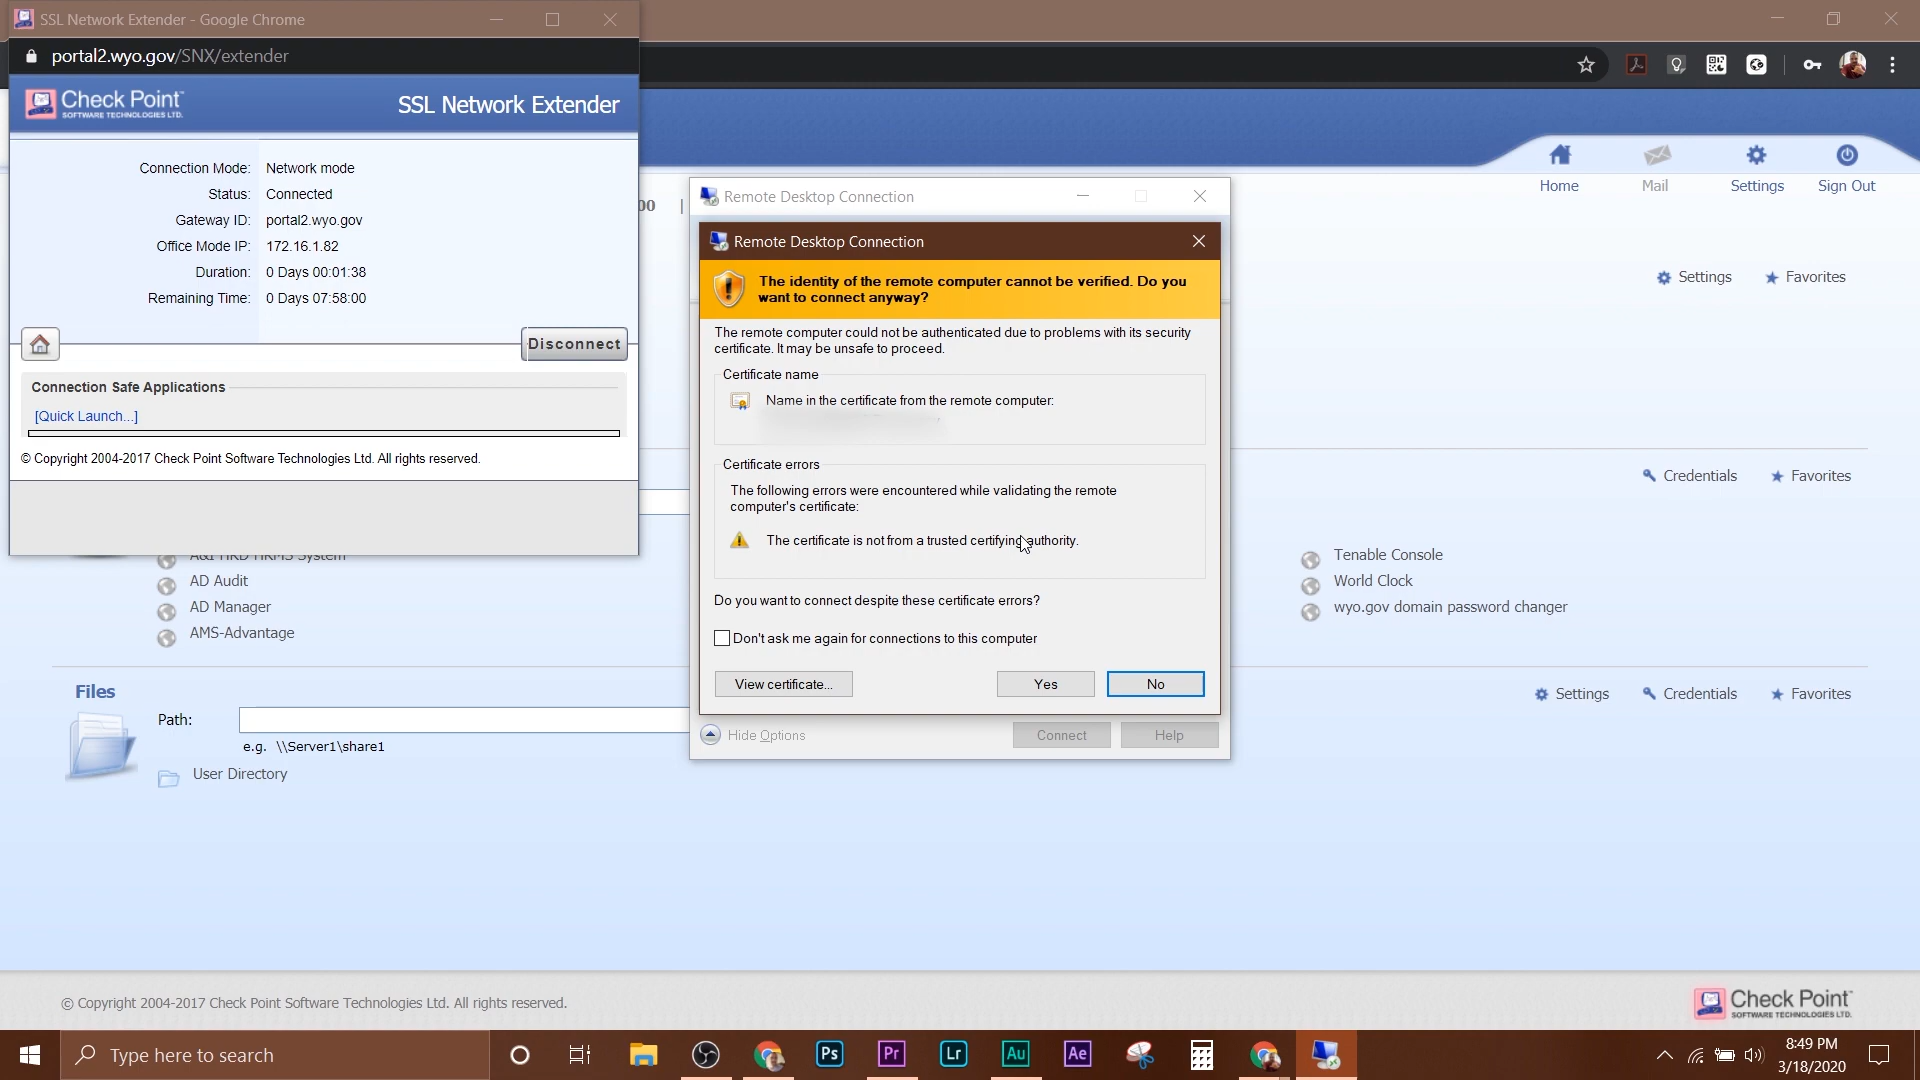 SSL Network Extender - Google Chrome
portal2.wyo.gov/SNX/extender
Check Point
SOFTWARE TECHNOLOGIES LTD.
SSL Network Extender
Connection Mode: Network mode
Status: Connected
Gateway ID: portal2.wyo.gov
Office Mode IP: 172.16.1.82
Duration: 0 Days 00:01:38
Remaining Time: 0 Days 07:58:00
Disconnect
Connection Safe Applications
[Quick Launch...]
© Copyright 2004-2017 Check Point Software Technologies Ltd. All rights reserved.
Home
Mail
Settings
Sign Out
00 |
Settings
Favorites
Remote Desktop Connection
Remote Desktop Connection
The identity of the remote computer cannot be verified. Do you
want to connect anyway?
The remote computer could not be authenticated due to problems with its security
certificate. It may be unsafe to proceed.
Certificate name
Name in the certificate from the remote computer:
Certificate errors
The following errors were encountered while validating the remote
computer's certificate:
The certificate is not from a trusted certifying authority.
Do you want to connect despite these certificate errors?
Don't ask me again for connections to this computer
View certificate...
Yes
No
Hide Options
Connect
Help
Credentials
Favorites
A&I HRD HRMS System
AD Audit
AD Manager
AMS-Advantage
Tenable Console
World Clock
wyo.gov domain password changer
Files
Settings
Credentials
Favorites
Path:
e.g. \\Server1\share1
User Directory
© Copyright 2004-2017 Check Point Software Technologies Ltd. All rights reserved.
Check Point
SOFTWARE TECHNOLOGIES LTD.
Type here to search
Ps
Pr
Lr
Au
Ae
8:49 PM
3/18/2020